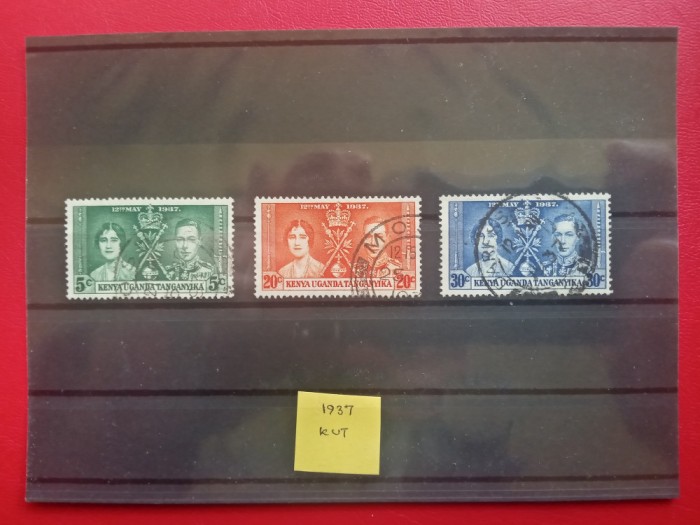 12TH MAY 1937.
5c 5c
KENYA UGANDA TANGANYIKA
12TH MAY 1937.
20c 20c
KENYA UGANDA TANGANYIKA
12TH MAY 1937.
30c 30c
KENYA UGANDA TANGANYIKA
1937
KUT